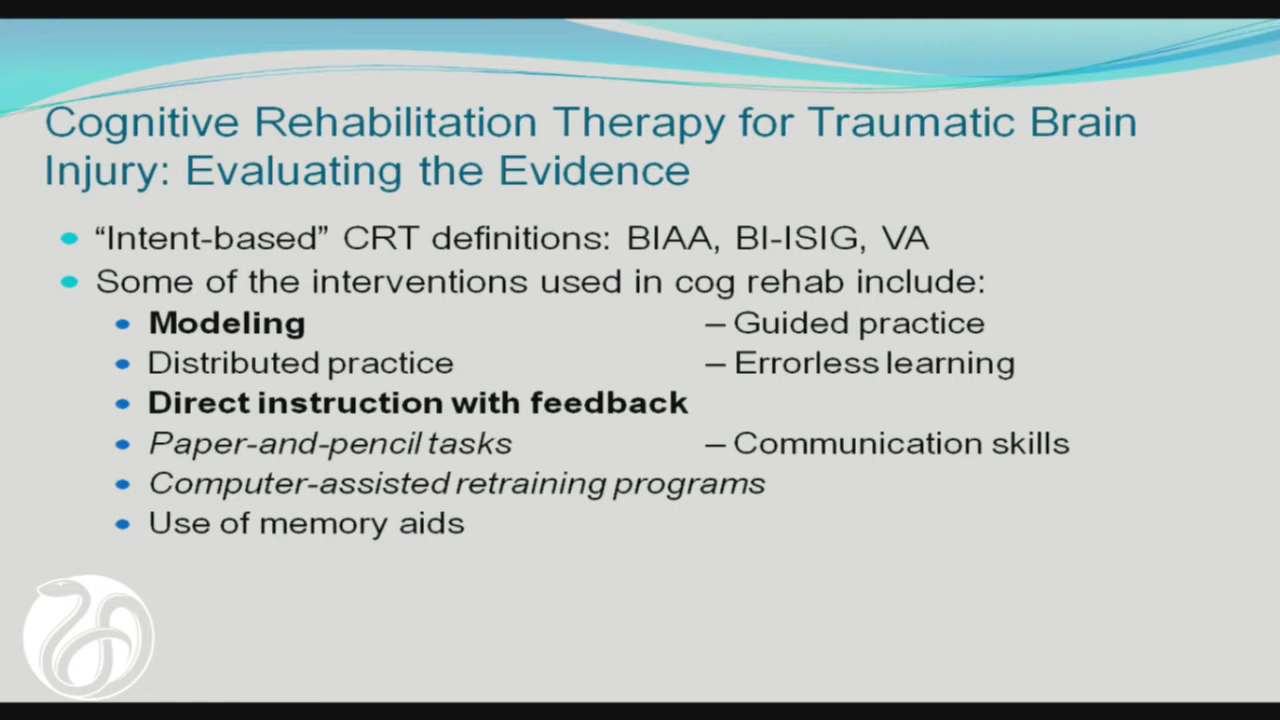 Cognitive Rehabilitation Therapy for Traumatic Brain
Injury: Evaluating the Evidence
“Intent-based” CRT definitions: BIAA, BI-ISIG, VA
Some of the interventions used in cog rehab include:
Modeling – Guided practice
Distributed practice – Errorless learning
Direct instruction with feedback
Paper-and-pencil tasks – Communication skills
Computer-assisted retraining programs
Use of memory aids